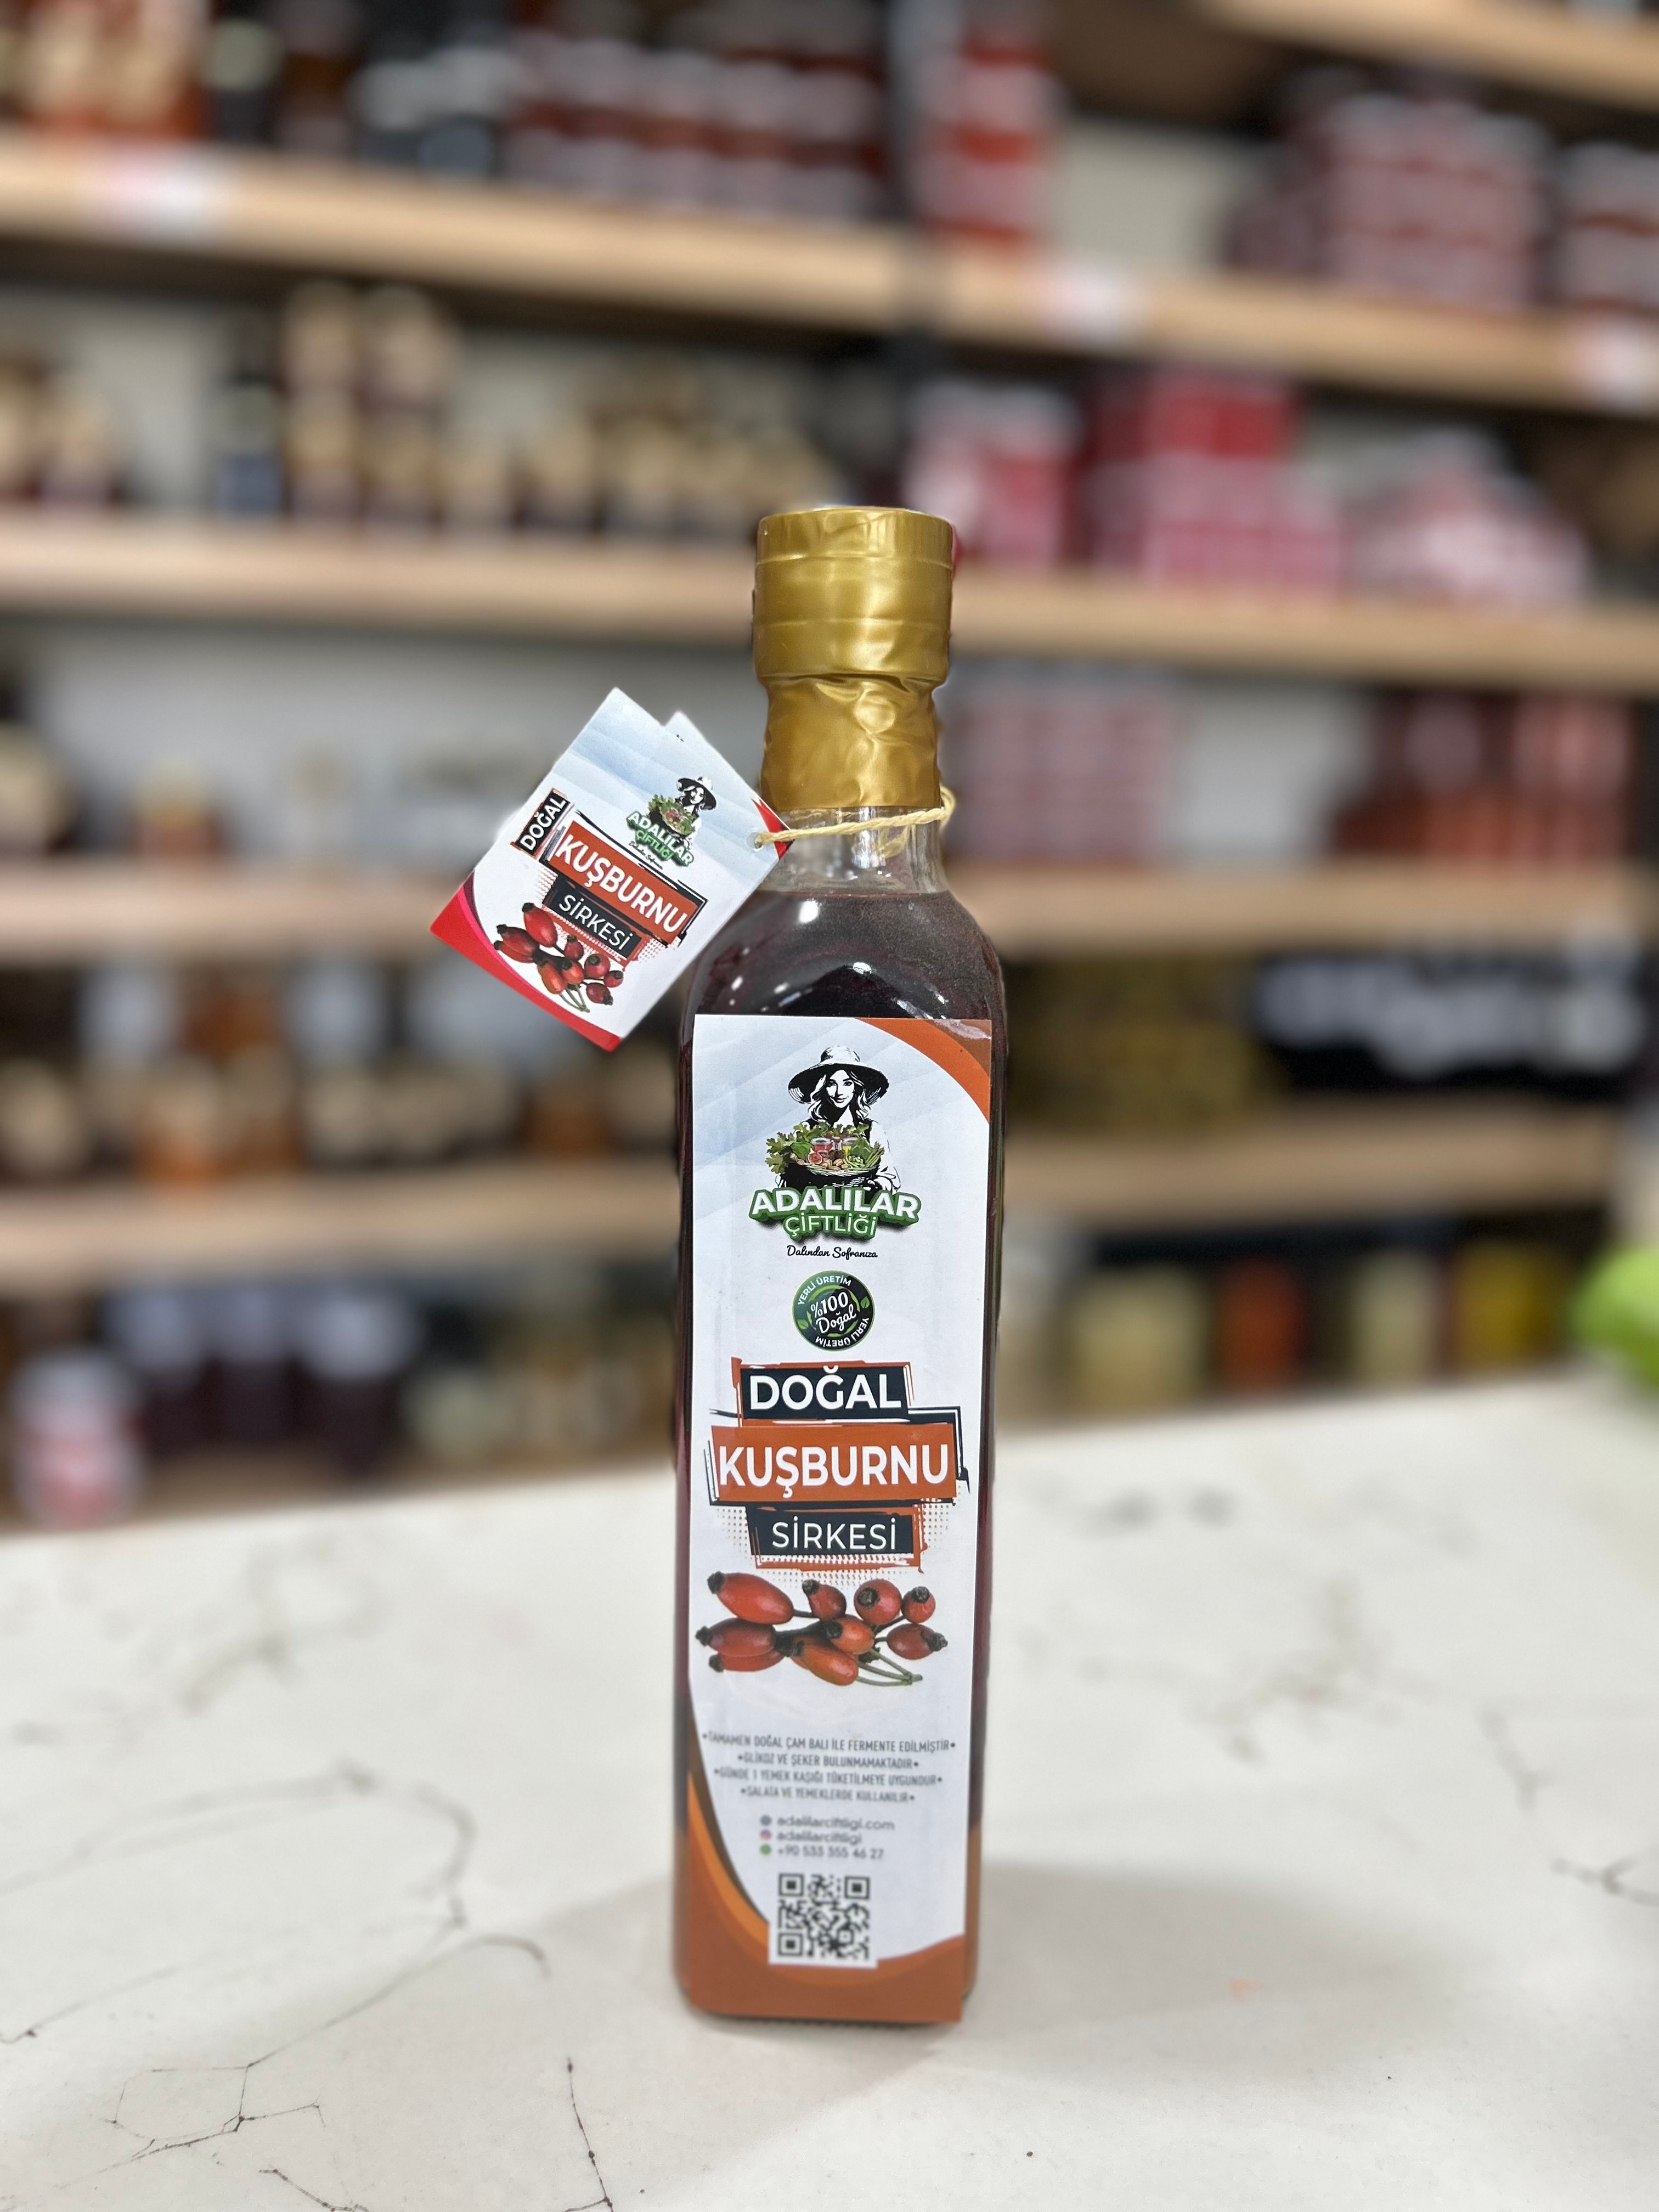 DOĞAL
KUŞBURNU
SİRKESİ
ADALILAR
ÇİFTLİĞİ
ADALILAR
ÇİFTLİĞİ
Dalından Sofranıza
YERLİ ÜRETİM
%100
Doğal
YERLİ ÜRETİM
DOĞAL
KUŞBURNU
SİRKESİ
•TAMAMEN DOĞAL ÇAM BALI İLE FERMENTE EDİLMİŞTİR•
•GLİKOZ VE ŞEKER BULUNMAMAKTADIR•
•GÜNDE 1 YEMEK KAŞIĞI TÜKETİLMEYE UYGUNDUR•
•SALATA VE YEMEKLERDE KULLANILIR•
adalilarciftligi.com
adalilarciftligi
+90 533 355 46 27